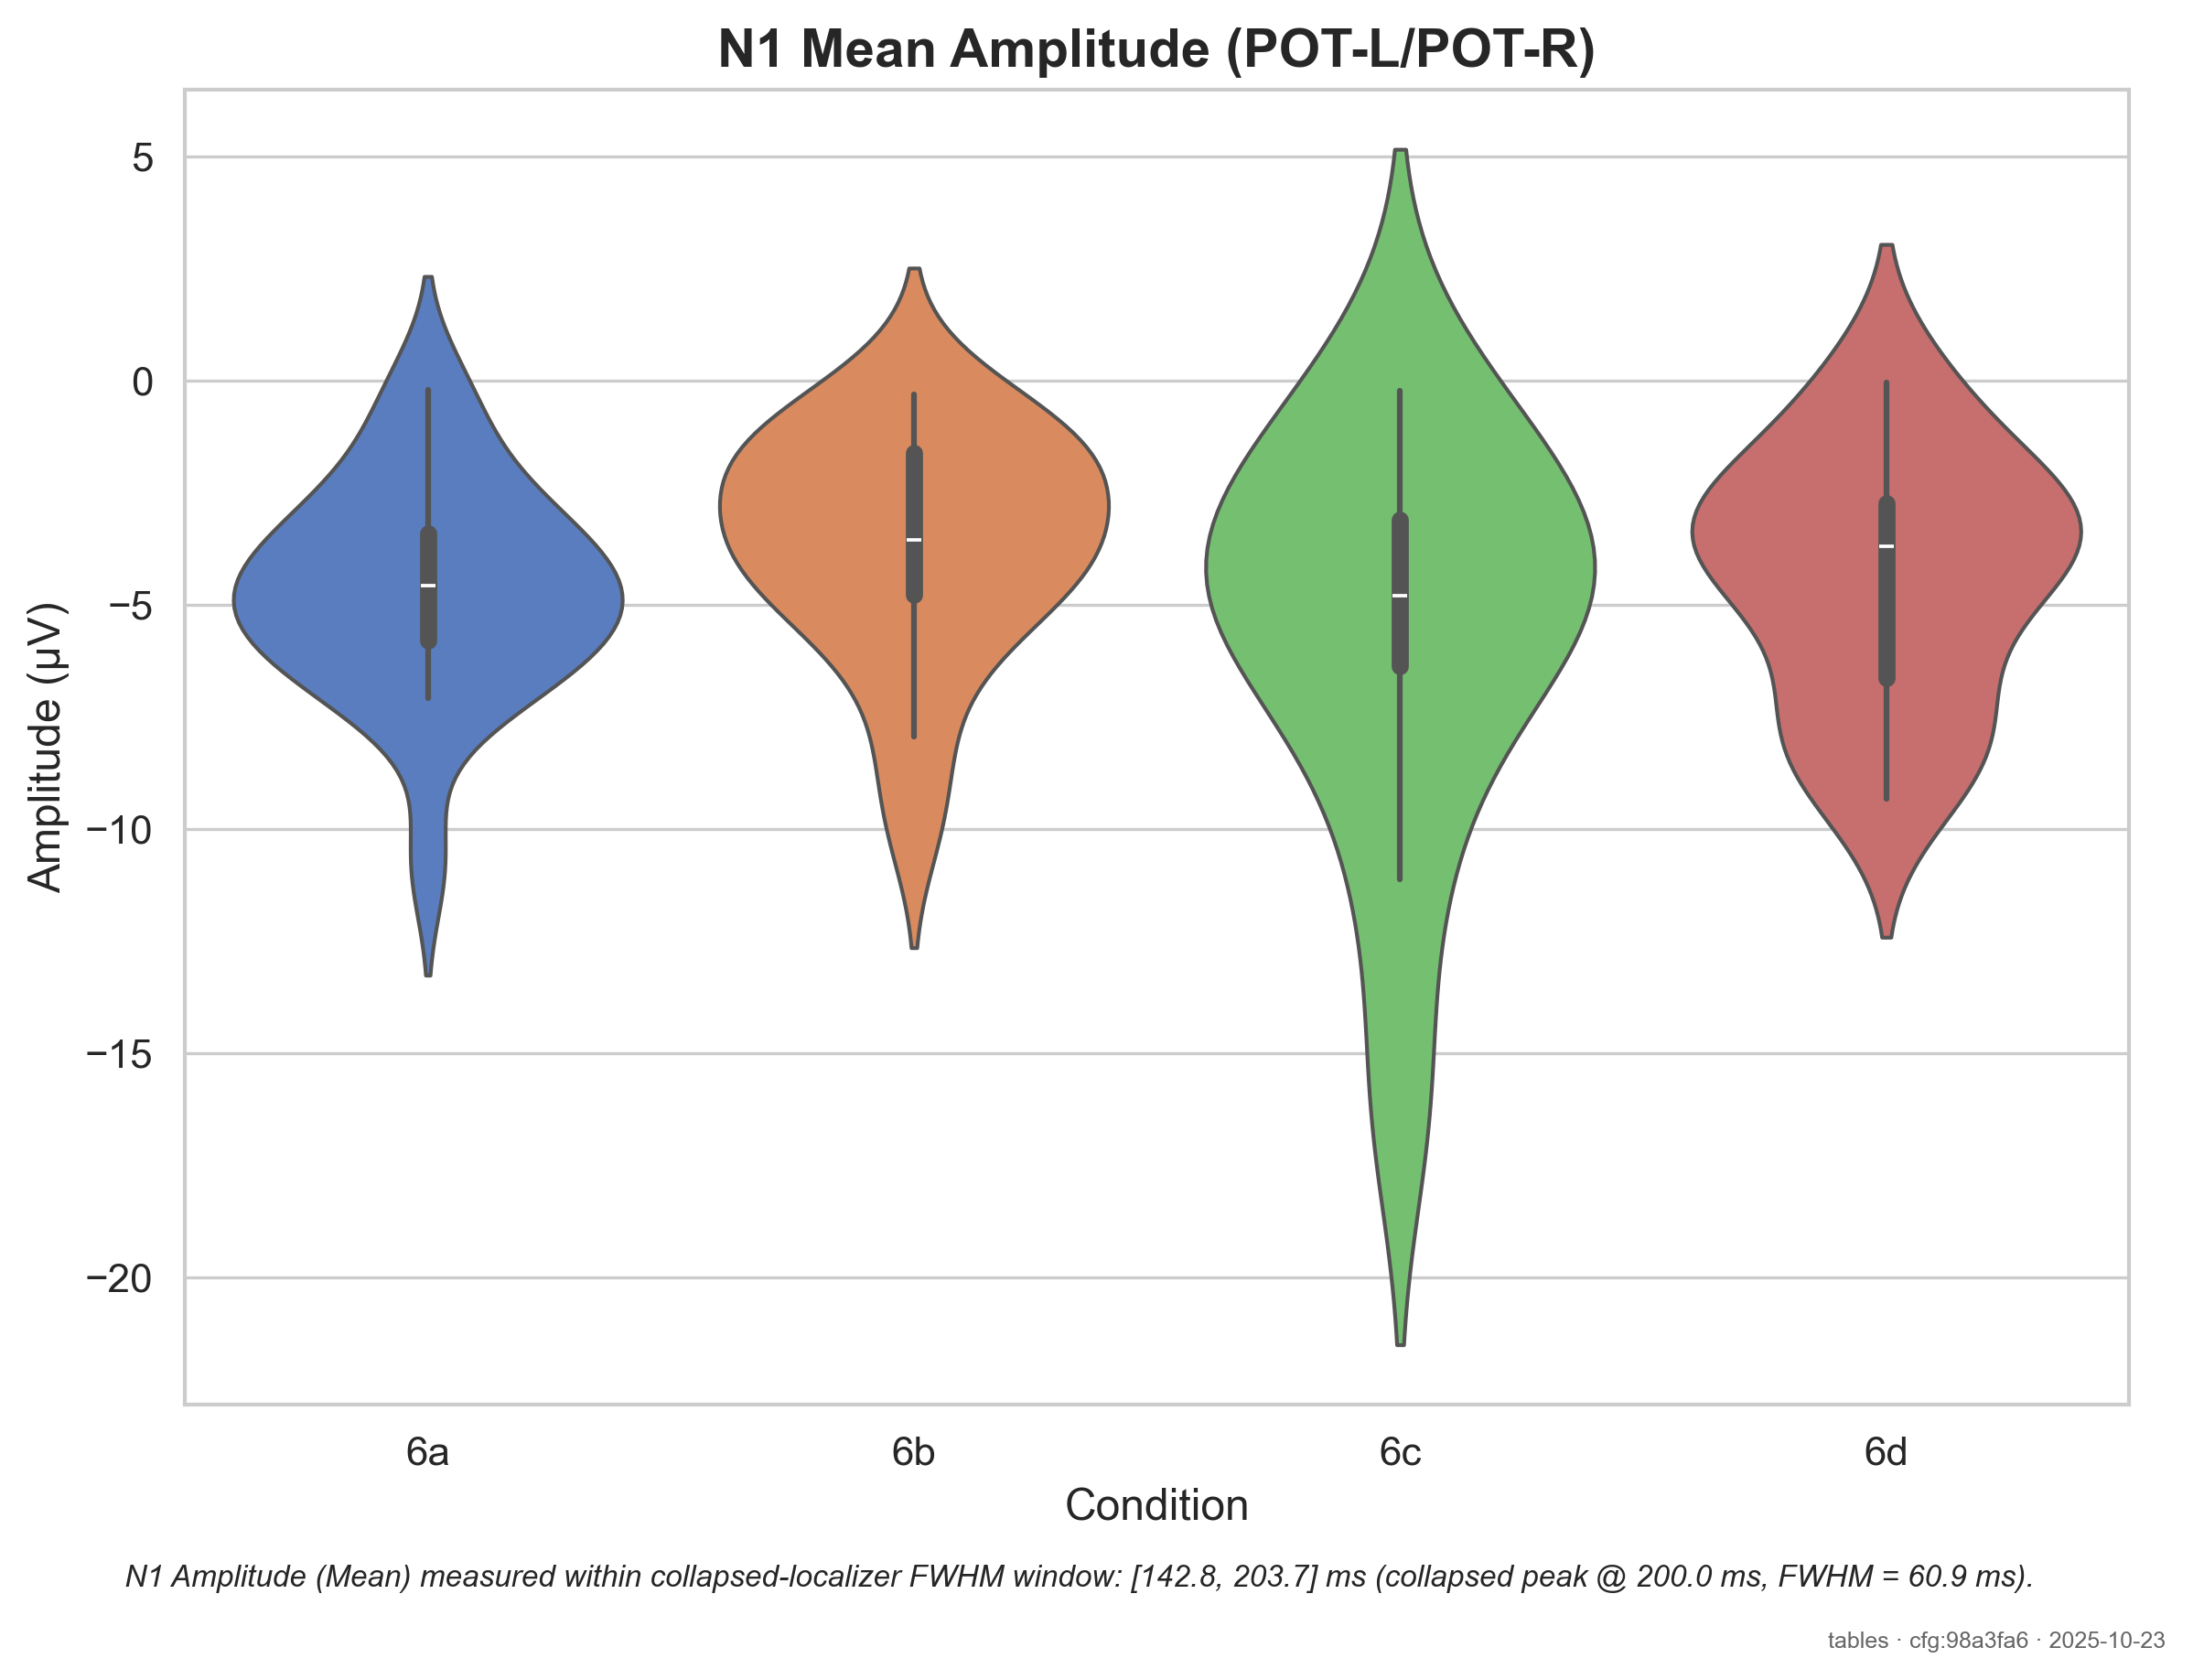 N1 Mean Amplitude (POT-L/POT-R)
5
0
−5
−10
−15
−20
Amplitude (µV)
6a 6b 6c 6d
Condition
N1 Amplitude (Mean) measured within collapsed-localizer FWHM window: [142.8, 203.7] ms (collapsed peak @ 200.0 ms, FWHM = 60.9 ms).
tables · cfg:98a3fa6 · 2025-10-23